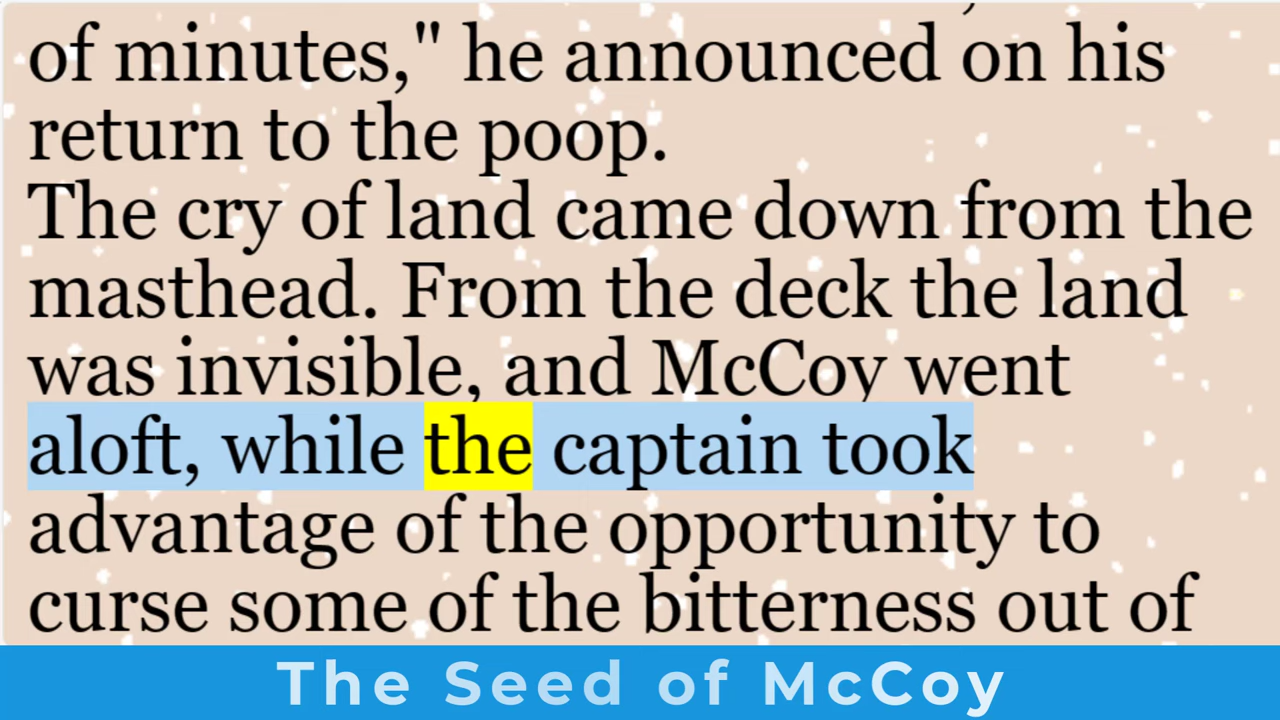 of minutes," he announced on his
return to the poop.
The cry of land came down from the
masthead. From the deck the land
was invisible, and McCoy went
aloft, while the captain took
advantage of the opportunity to
curse some of the bitterness out of
The Seed of McCoy